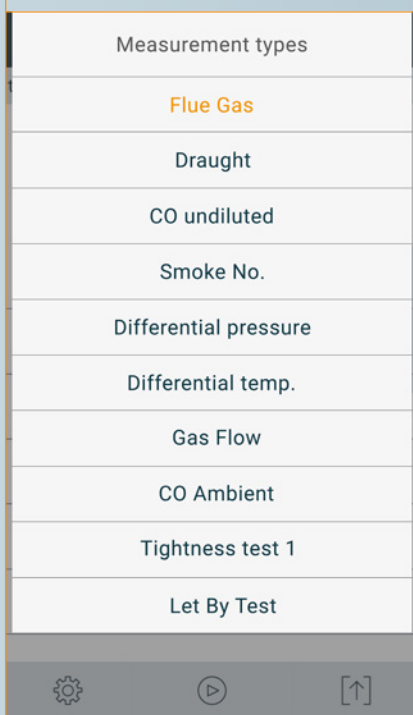 Measurement types
Flue Gas
Draught
CO undiluted
Smoke No.
Differential pressure
Differential temp.
Gas Flow
CO Ambient
Tightness test 1
Let By Test